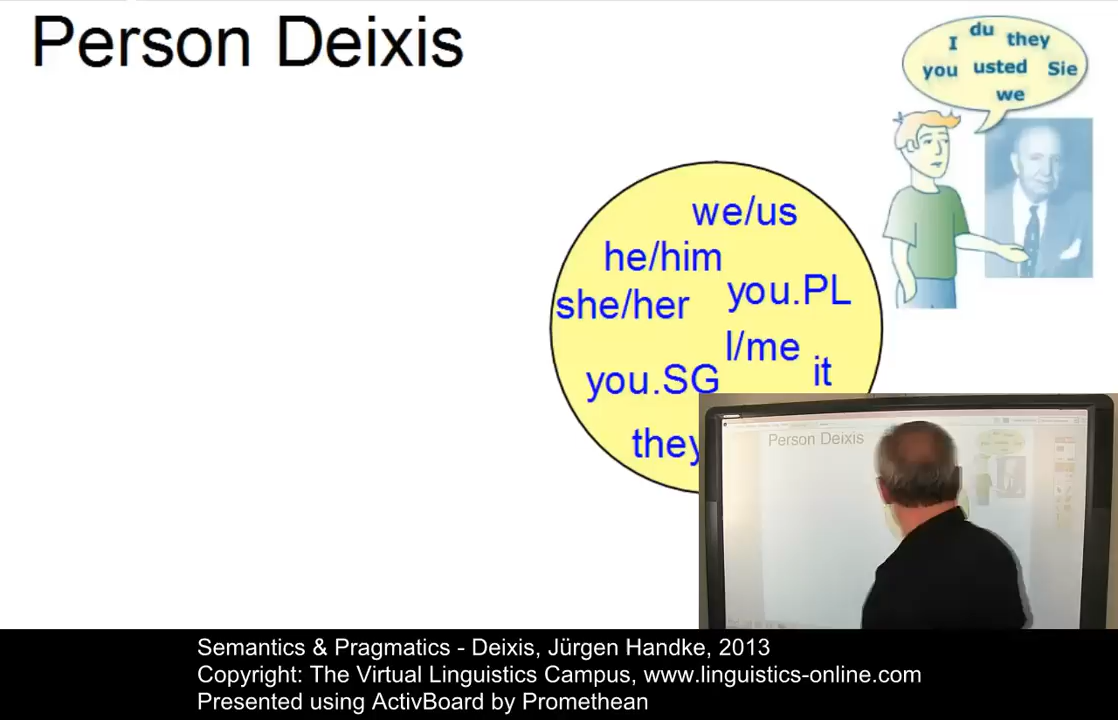 Person Deixis
I du they
you usted Sie
we
we/us
he/him
you.PL
she/her
I/me
it
you.SG
they
Person Deixis
Semantics & Pragmatics - Deixis, Jürgen Handke, 2013
Copyright: The Virtual Linguistics Campus, www.linguistics-online.com
Presented using ActivBoard by Promethean